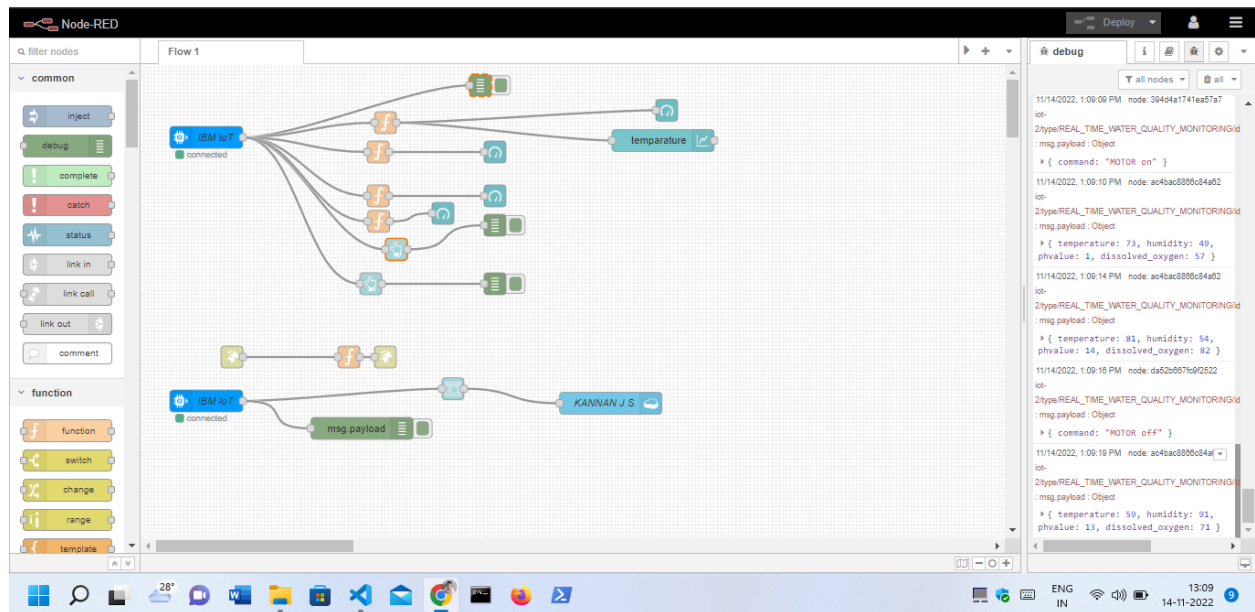 Node-RED
Deploy
filter nodes
Flow 1
debug
i
all nodes
all
common
inject
debug
complete
catch
status
link in
link call
link out
comment
function
f function
switch
change
range
template
IBM IoT
connected
f
f
f
f
temparature
f
IBM IoT
connected
msg.payload
KANNAN J S
11/14/2022, 1:09:09 PM node: 394d4a1741ea57a7
iot-
2/type/REAL_TIME_WATER_QUALITY_MONITORING/id
: msg.payload : Object
{ command: "MOTOR on" }
11/14/2022, 1:09:10 PM node: ac4bac8866c84a62
iot-
2/type/REAL_TIME_WATER_QUALITY_MONITORING/id
: msg.payload : Object
{ temperature: 73, humidity: 49,
phvalue: 1, dissolved_oxygen: 57 }
11/14/2022, 1:09:14 PM node: ac4bac8866c84a62
iot-
2/type/REAL_TIME_WATER_QUALITY_MONITORING/id
: msg.payload : Object
{ temperature: 81, humidity: 54,
phvalue: 14, dissolved_oxygen: 82 }
11/14/2022, 1:09:16 PM node: da52b667fc9f2522
iot-
2/type/REAL_TIME_WATER_QUALITY_MONITORING/id
: msg.payload : Object
{ command: "MOTOR off" }
11/14/2022, 1:09:19 PM node: ac4bac8866c84a
iot-
2/type/REAL_TIME_WATER_QUALITY_MONITORING/id
: msg.payload : Object
{ temperature: 59, humidity: 91,
phvalue: 13, dissolved_oxygen: 71 }
28°
ENG
IN
13:09
14-11-2022
9